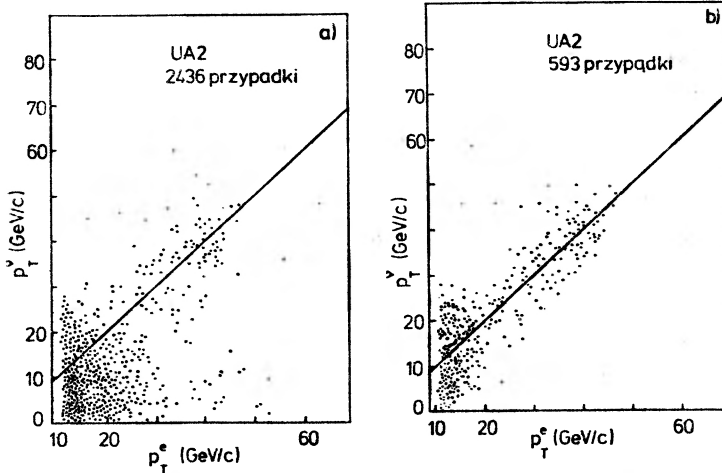 a)
UA2
2436 przypadki
80
70
60
20
10
0
p_T^ν (GeV/c)
10 20 60
p_T^e (GeV/c)
b)
UA2
593 przypądki
80
70
60
20
10
0
p_T^ν (GeV/c)
10 20 60
p_T^e (GeV/c)